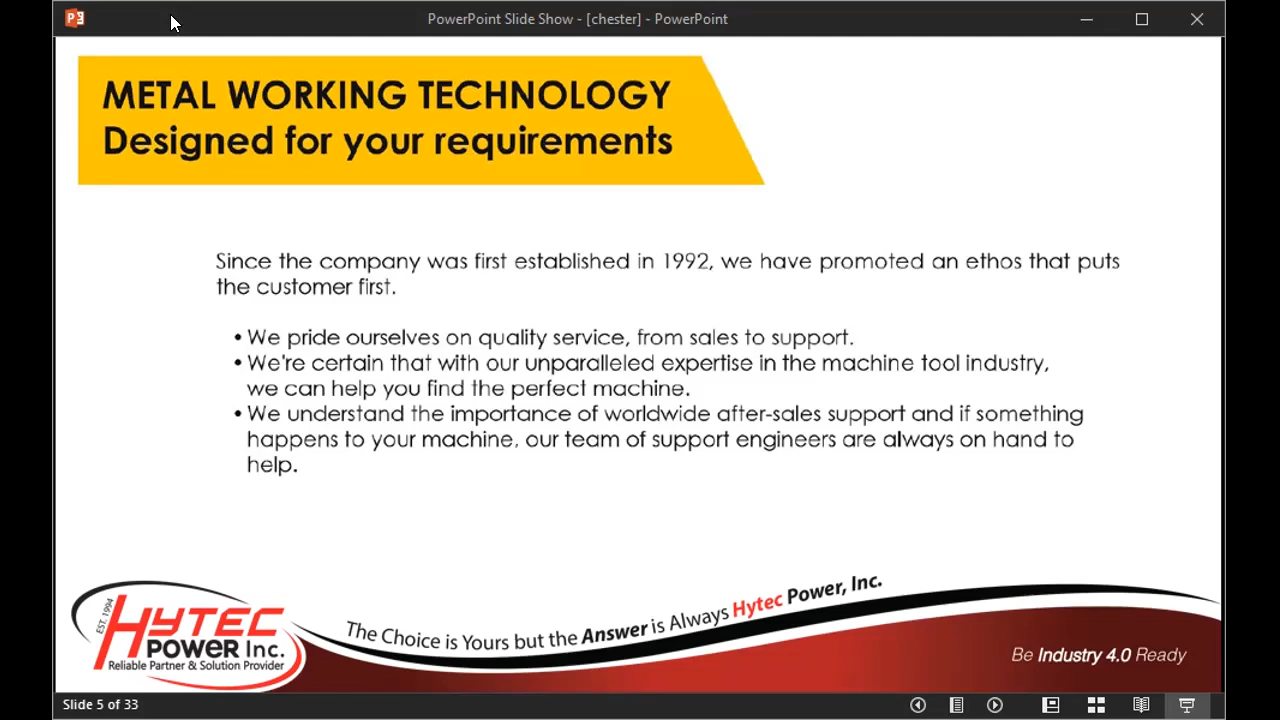 PowerPoint Slide Show - [chester] - PowerPoint
METAL WORKING TECHNOLOGY
Designed for your requirements
Since the company was first established in 1992, we have promoted an ethos that puts
the customer first.
• We pride ourselves on quality service, from sales to support.
• We're certain that with our unparalleled expertise in the machine tool industry,
we can help you find the perfect machine.
• We understand the importance of worldwide after-sales support and if something
happens to your machine, our team of support engineers are always on hand to
help.
EST. 1994
HYTEC
POWER Inc.
Reliable Partner & Solution Provider
The Choice is Yours but the Answer is Always Hytec Power, Inc.
Be Industry 4.0 Ready
Slide 5 of 33